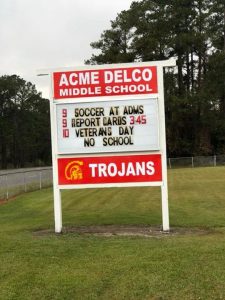 ACME DELCO
MIDDLE SCHOOL
9 SOCCER AT ADMS
9 REPORT CARDS 3:45
10 VETERANS DAY
NO SCHOOL
TROJANS